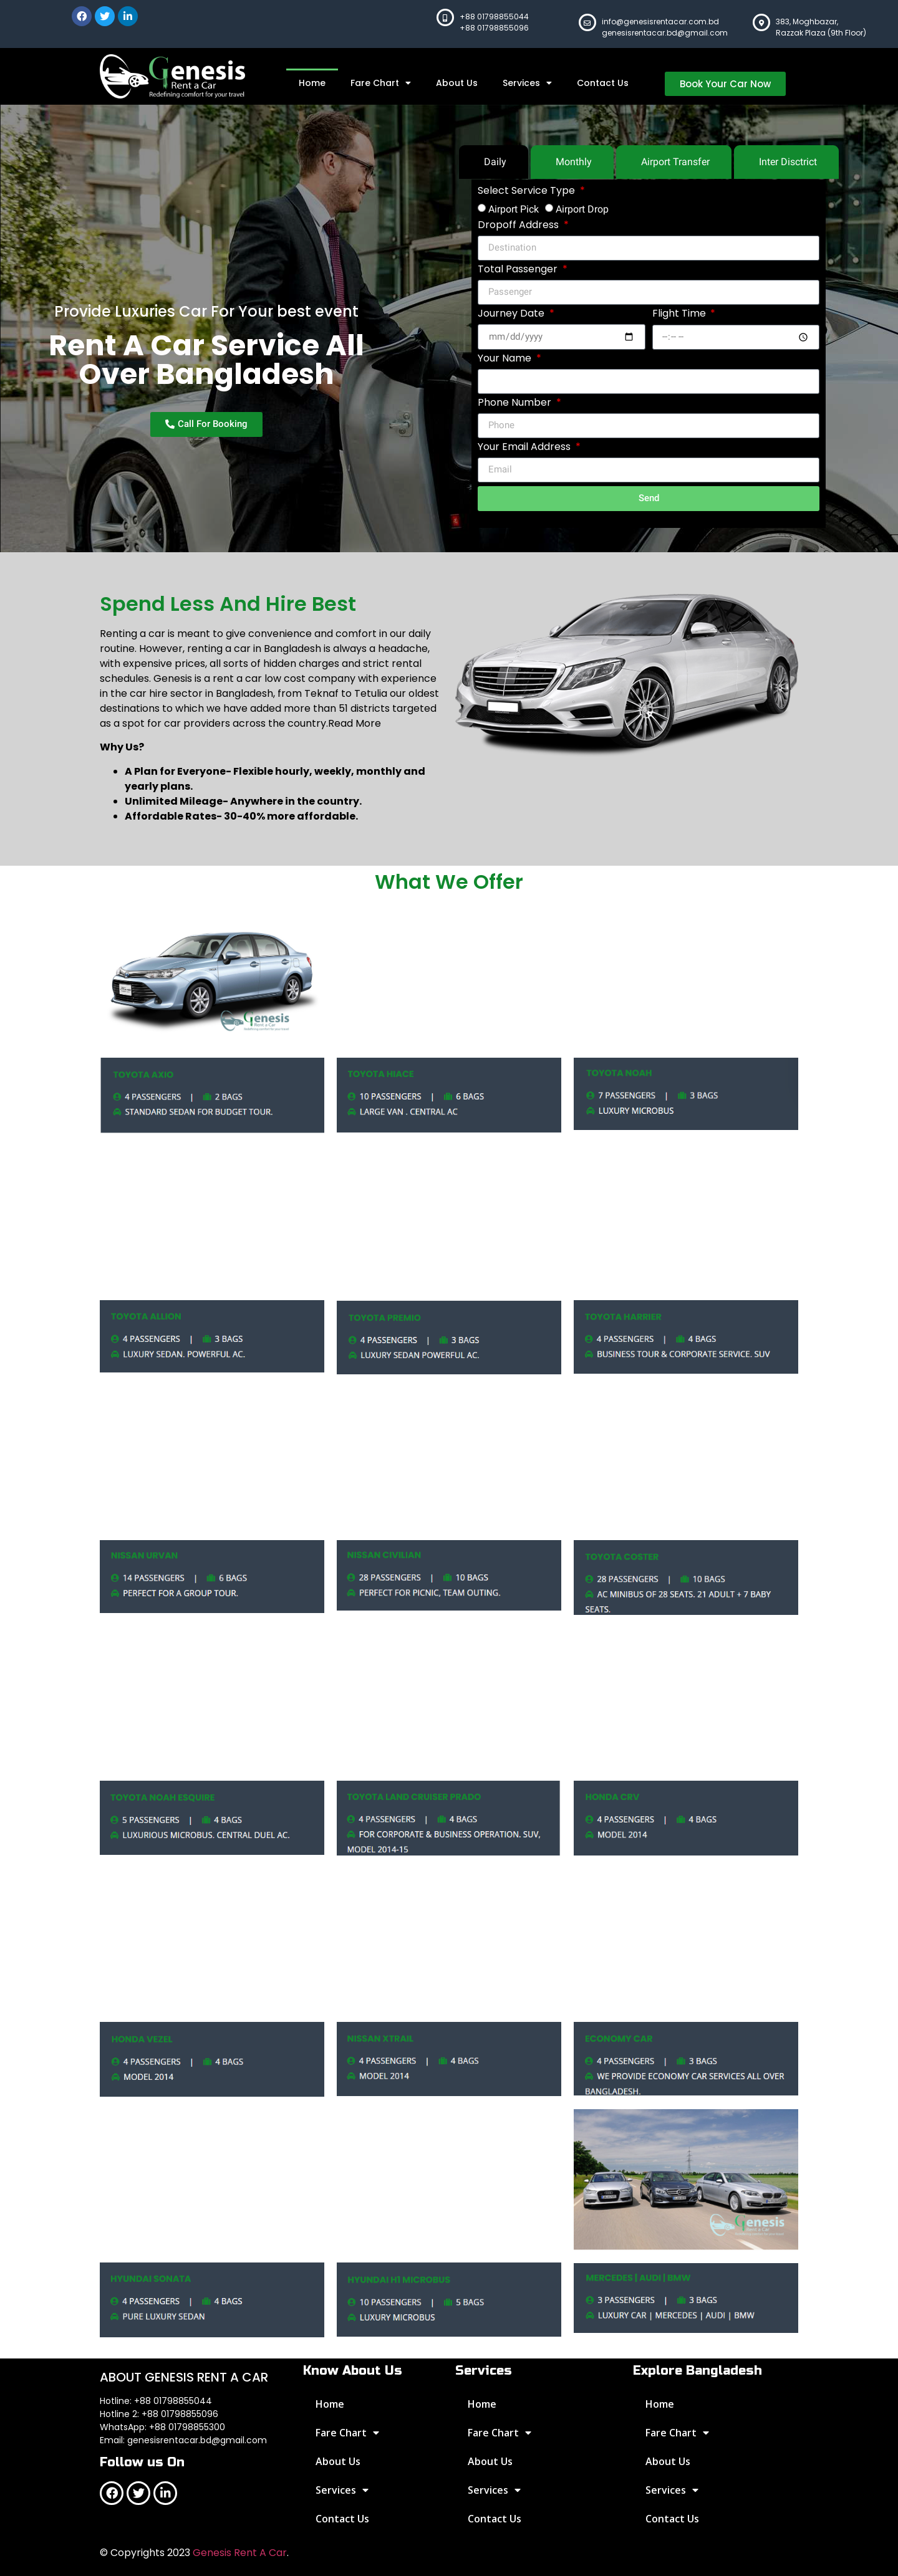 +88 01798855044
+88 01798855096
info@genesisrentacar.com.bd
genesisrentacar.bd@gmail.com
383, Moghbazar,
Razzak Plaza (9th Floor)
Genesis
Rent a Car
Redefining comfort for your travel
Home
Fare Chart
About Us
Services
Contact Us
Book Your Car Now
Provide Luxuries Car For Your best event
Rent A Car Service All
Over Bangladesh
Call For Booking
Daily
Monthly
Airport Transfer
Inter Disctrict
Select Service Type *
Airport Pick Airport Drop
Dropoff Address *
Destination
Total Passenger *
Passenger
Journey Date *
Flight Time *
mm/dd/yyyy
--:-- --
Your Name *
Phone Number *
Phone
Your Email Address *
Email
Send
Spend Less And Hire Best
Renting a car is meant to give convenience and comfort in our daily
routine. However, renting a car in Bangladesh is always a headache,
with expensive prices, all sorts of hidden charges and strict rental
schedules. Genesis is a rent a car low cost company with experience
in the car hire sector in Bangladesh, from Teknaf to Tetulia our oldest
destinations to which we have added more than 51 districts targeted
as a spot for car providers across the country.Read More
Why Us?
• A Plan for Everyone- Flexible hourly, weekly, monthly and
yearly plans.
• Unlimited Mileage- Anywhere in the country.
• Affordable Rates- 30-40% more affordable.
What We Offer
Genesis
Rent a Car
TOYOTA AXIO
4 PASSENGERS | 2 BAGS
STANDARD SEDAN FOR BUDGET TOUR.
TOYOTA HIACE
10 PASSENGERS | 6 BAGS
LARGE VAN . CENTRAL AC
TOYOTA NOAH
7 PASSENGERS | 3 BAGS
LUXURY MICROBUS
TOYOTA ALLION
4 PASSENGERS | 3 BAGS
LUXURY SEDAN. POWERFUL AC.
TOYOTA PREMIO
4 PASSENGERS | 3 BAGS
LUXURY SEDAN POWERFUL AC.
TOYOTA HARRIER
4 PASSENGERS | 4 BAGS
BUSINESS TOUR & CORPORATE SERVICE. SUV
NISSAN URVAN
14 PASSENGERS | 6 BAGS
PERFECT FOR A GROUP TOUR.
NISSAN CIVILIAN
28 PASSENGERS | 10 BAGS
PERFECT FOR PICNIC, TEAM OUTING.
TOYOTA COSTER
28 PASSENGERS | 10 BAGS
AC MINIBUS OF 28 SEATS. 21 ADULT + 7 BABY
SEATS.
TOYOTA NOAH ESQUIRE
5 PASSENGERS | 4 BAGS
LUXURIOUS MICROBUS. CENTRAL DUEL AC.
TOYOTA LAND CRUISER PRADO
4 PASSENGERS | 4 BAGS
FOR CORPORATE & BUSINESS OPERATION. SUV,
MODEL 2014-15
HONDA CRV
4 PASSENGERS | 4 BAGS
MODEL 2014
HONDA VEZEL
4 PASSENGERS | 4 BAGS
MODEL 2014
NISSAN XTRAIL
4 PASSENGERS | 4 BAGS
MODEL 2014
ECONOMY CAR
4 PASSENGERS | 3 BAGS
WE PROVIDE ECONOMY CAR SERVICES ALL OVER
BANGLADESH.
Genesis
Rent a Car
HYUNDAI SONATA
4 PASSENGERS | 4 BAGS
PURE LUXURY SEDAN
HYUNDAI H1 MICROBUS
10 PASSENGERS | 5 BAGS
LUXURY MICROBUS
MERCEDES | AUDI | BMW
3 PASSENGERS | 3 BAGS
LUXURY CAR | MERCEDES | AUDI | BMW
ABOUT GENESIS RENT A CAR
Hotline: +88 01798855044
Hotline 2: +88 01798855096
WhatsApp: +88 01798855300
Email: genesisrentacar.bd@gmail.com
Follow us On
Know About Us
Home
Fare Chart
About Us
Services
Contact Us
Services
Home
Fare Chart
About Us
Services
Contact Us
Explore Bangladesh
Home
Fare Chart
About Us
Services
Contact Us
© Copyrights 2023 Genesis Rent A Car.